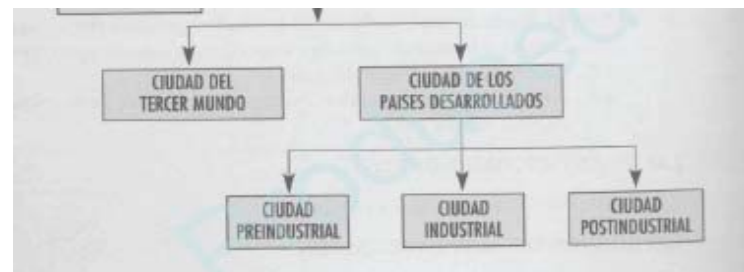 CIUDAD DEL
TERCER MUNDO
CIUDAD DE LOS
PAISES DESARROLLADOS
CIUDAD
PREINDUSTRIAL
CIUDAD
INDUSTRIAL
CIUDAD
POSTINDUSTRIAL